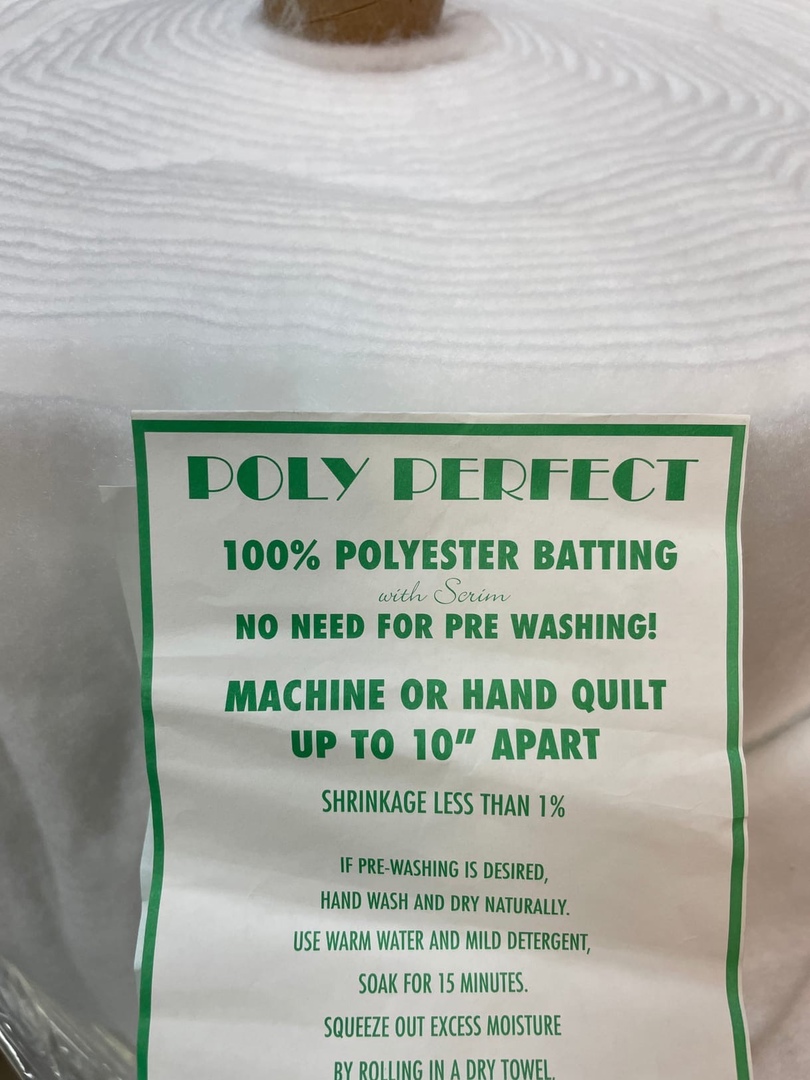 POLY PERFECT
100% POLYESTER BATTING
with Scrim
NO NEED FOR PRE WASHING!
MACHINE OR HAND QUILT
UP TO 10" APART
SHRINKAGE LESS THAN 1%
IF PRE-WASHING IS DESIRED,
HAND WASH AND DRY NATURALLY.
USE WARM WATER AND MILD DETERGENT,
SOAK FOR 15 MINUTES.
SQUEEZE OUT EXCESS MOISTURE
BY ROLLING IN A DRY TOWEL.